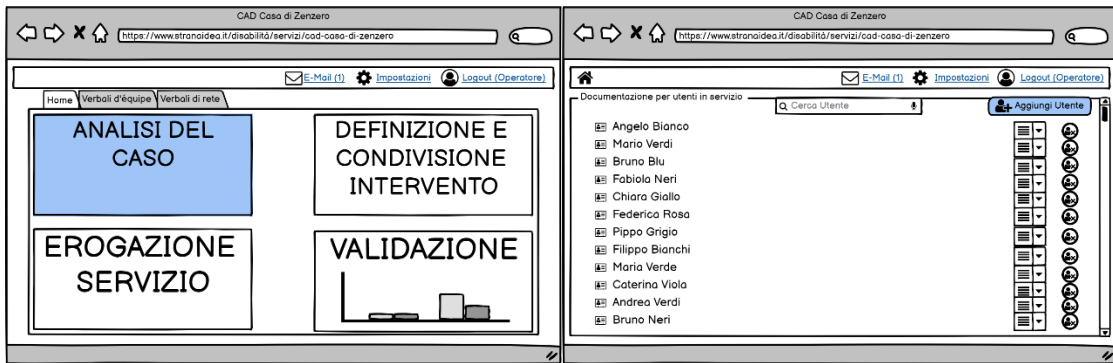 CAD Casa di Zenzero
https://www.stranaidea.it/disabilità/servizi/cad-casa-di-zenzero
E-Mail (1) Impostazioni Logout (Operatore)
Home Verbali d'équipe Verbali di rete
ANALISI DEL
CASO
DEFINIZIONE E
CONDIVISIONE
INTERVENTO
EROGAZIONE
SERVIZIO
VALIDAZIONE
CAD Casa di Zenzero
https://www.stranaidea.it/disabilità/servizi/cad-casa-di-zenzero
E-Mail (1) Impostazioni Logout (Operatore)
Documentazione per utenti in servizio Cerca Utente Aggiungi Utente
Angelo Bianco
Mario Verdi
Bruno Blu
Fabiola Neri
Chiara Giallo
Federica Rosa
Pippo Grigio
Filippo Bianchi
Maria Verde
Caterina Viola
Andrea Verdi
Bruno Neri